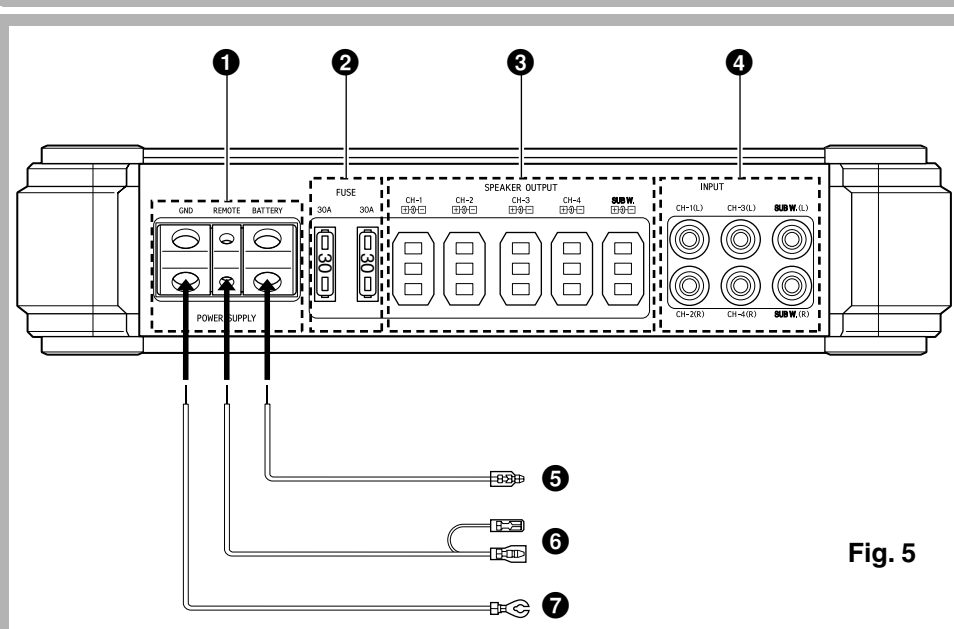 1 2 3 4
FUSE
30A 30A
30 30
SPEAKER OUTPUT
CH-1 CH-2 CH-3 CH-4 SUB W.
INPUT
CH-1(L) CH-3(L) SUB W.(L)
CH-2(R) CH-4(R) SUB W.(R)
GND REMOTE BATTERY
POWER SUPPLY
5
6
7
Fig. 5